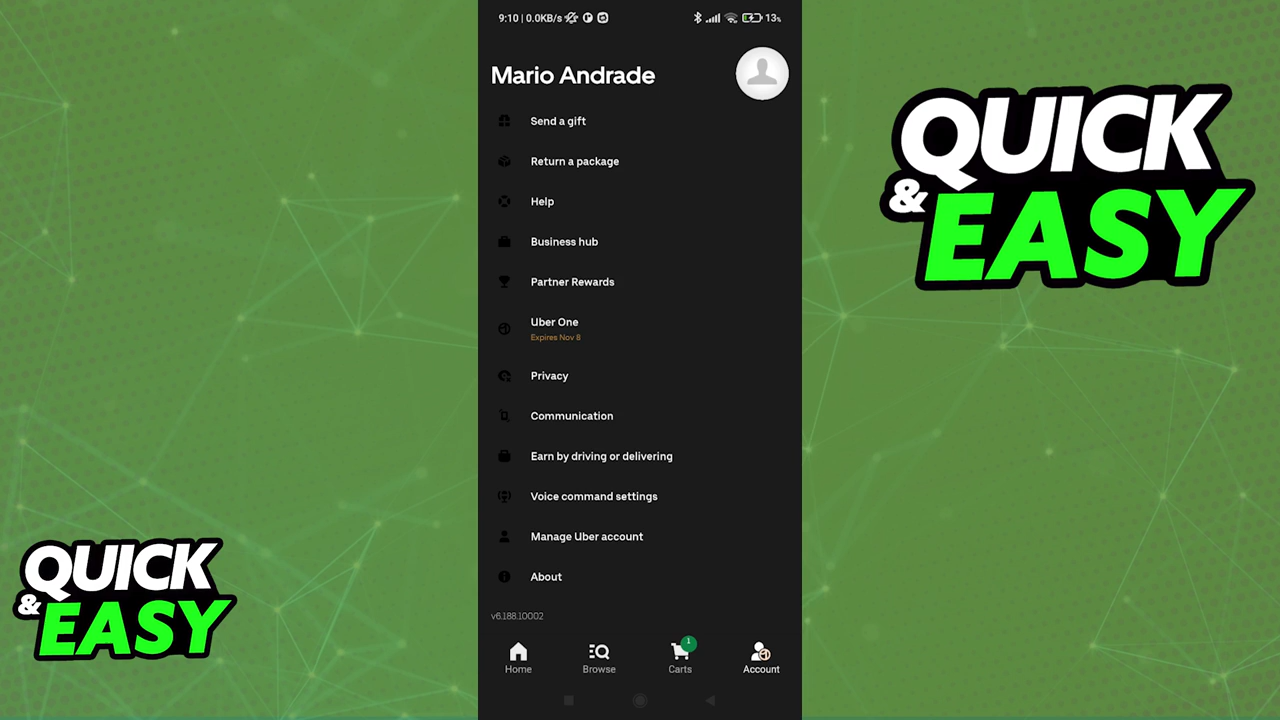 9:10 | 0.0KB/s
13%
Mario Andrade
Send a gift
Return a package
Help
Business hub
Partner Rewards
Uber One
Expires Nov 8
Privacy
Communication
Earn by driving or delivering
Voice command settings
Manage Uber account
About
v6.188.10002
1
Home
Browse
Carts
Account
QUICK
& EASY
QUICK
& EASY